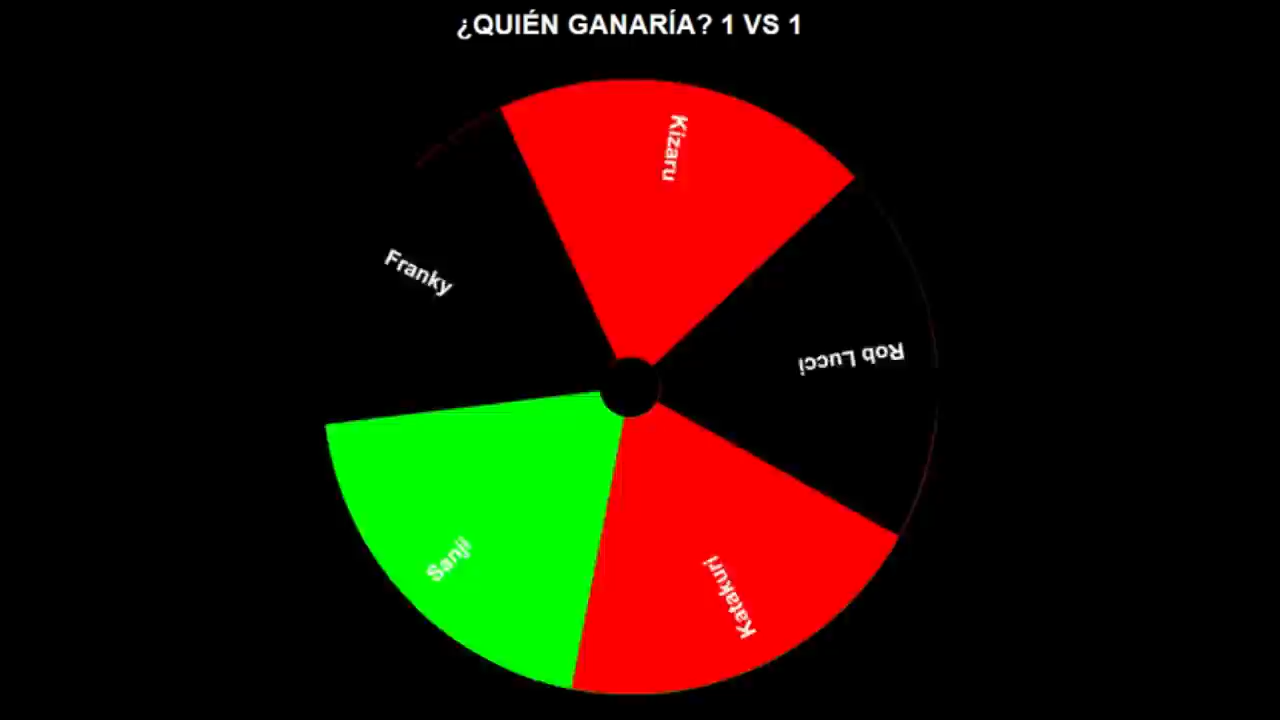 ¿QUIÉN GANARÍA? 1 VS 1
Kizaru
Franky
Rob Lucci
Sanji
Katakuri